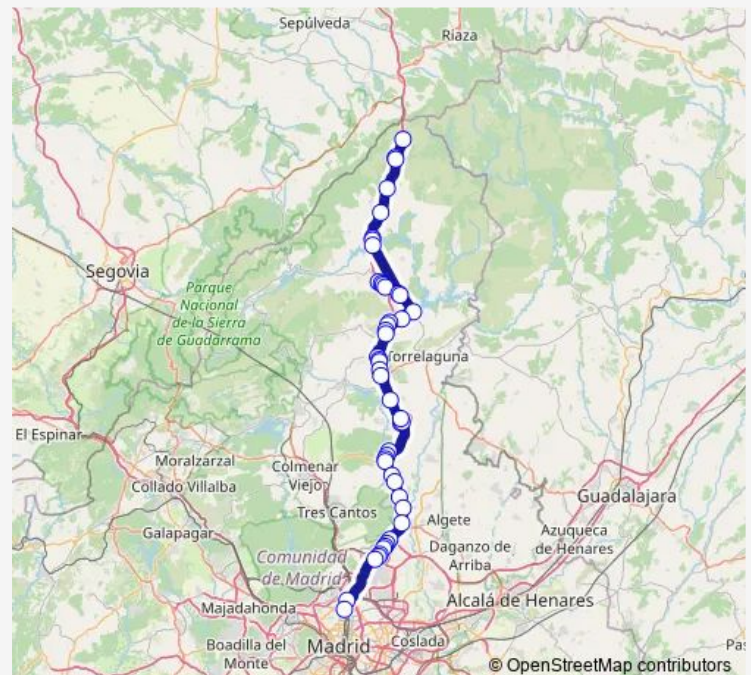 Sepúlveda
Riaza
Segovia
Parque
Nacional
de la Sierra
de Guadarrama
Torrelaguna
El Espinar
Moralzarzal
Collado Villalba
Colmenar
Viejo
Guadalajara
Tres Cantos
Galapagar
Algete
Azuqueca
de Henares
Daganzo de
Arriba
Comunidad
de Madrid
Majadahonda
Alcalá de Henares
Boadilla del
Monte
Madrid
Coslada
Pa
© OpenStreetMap contributors